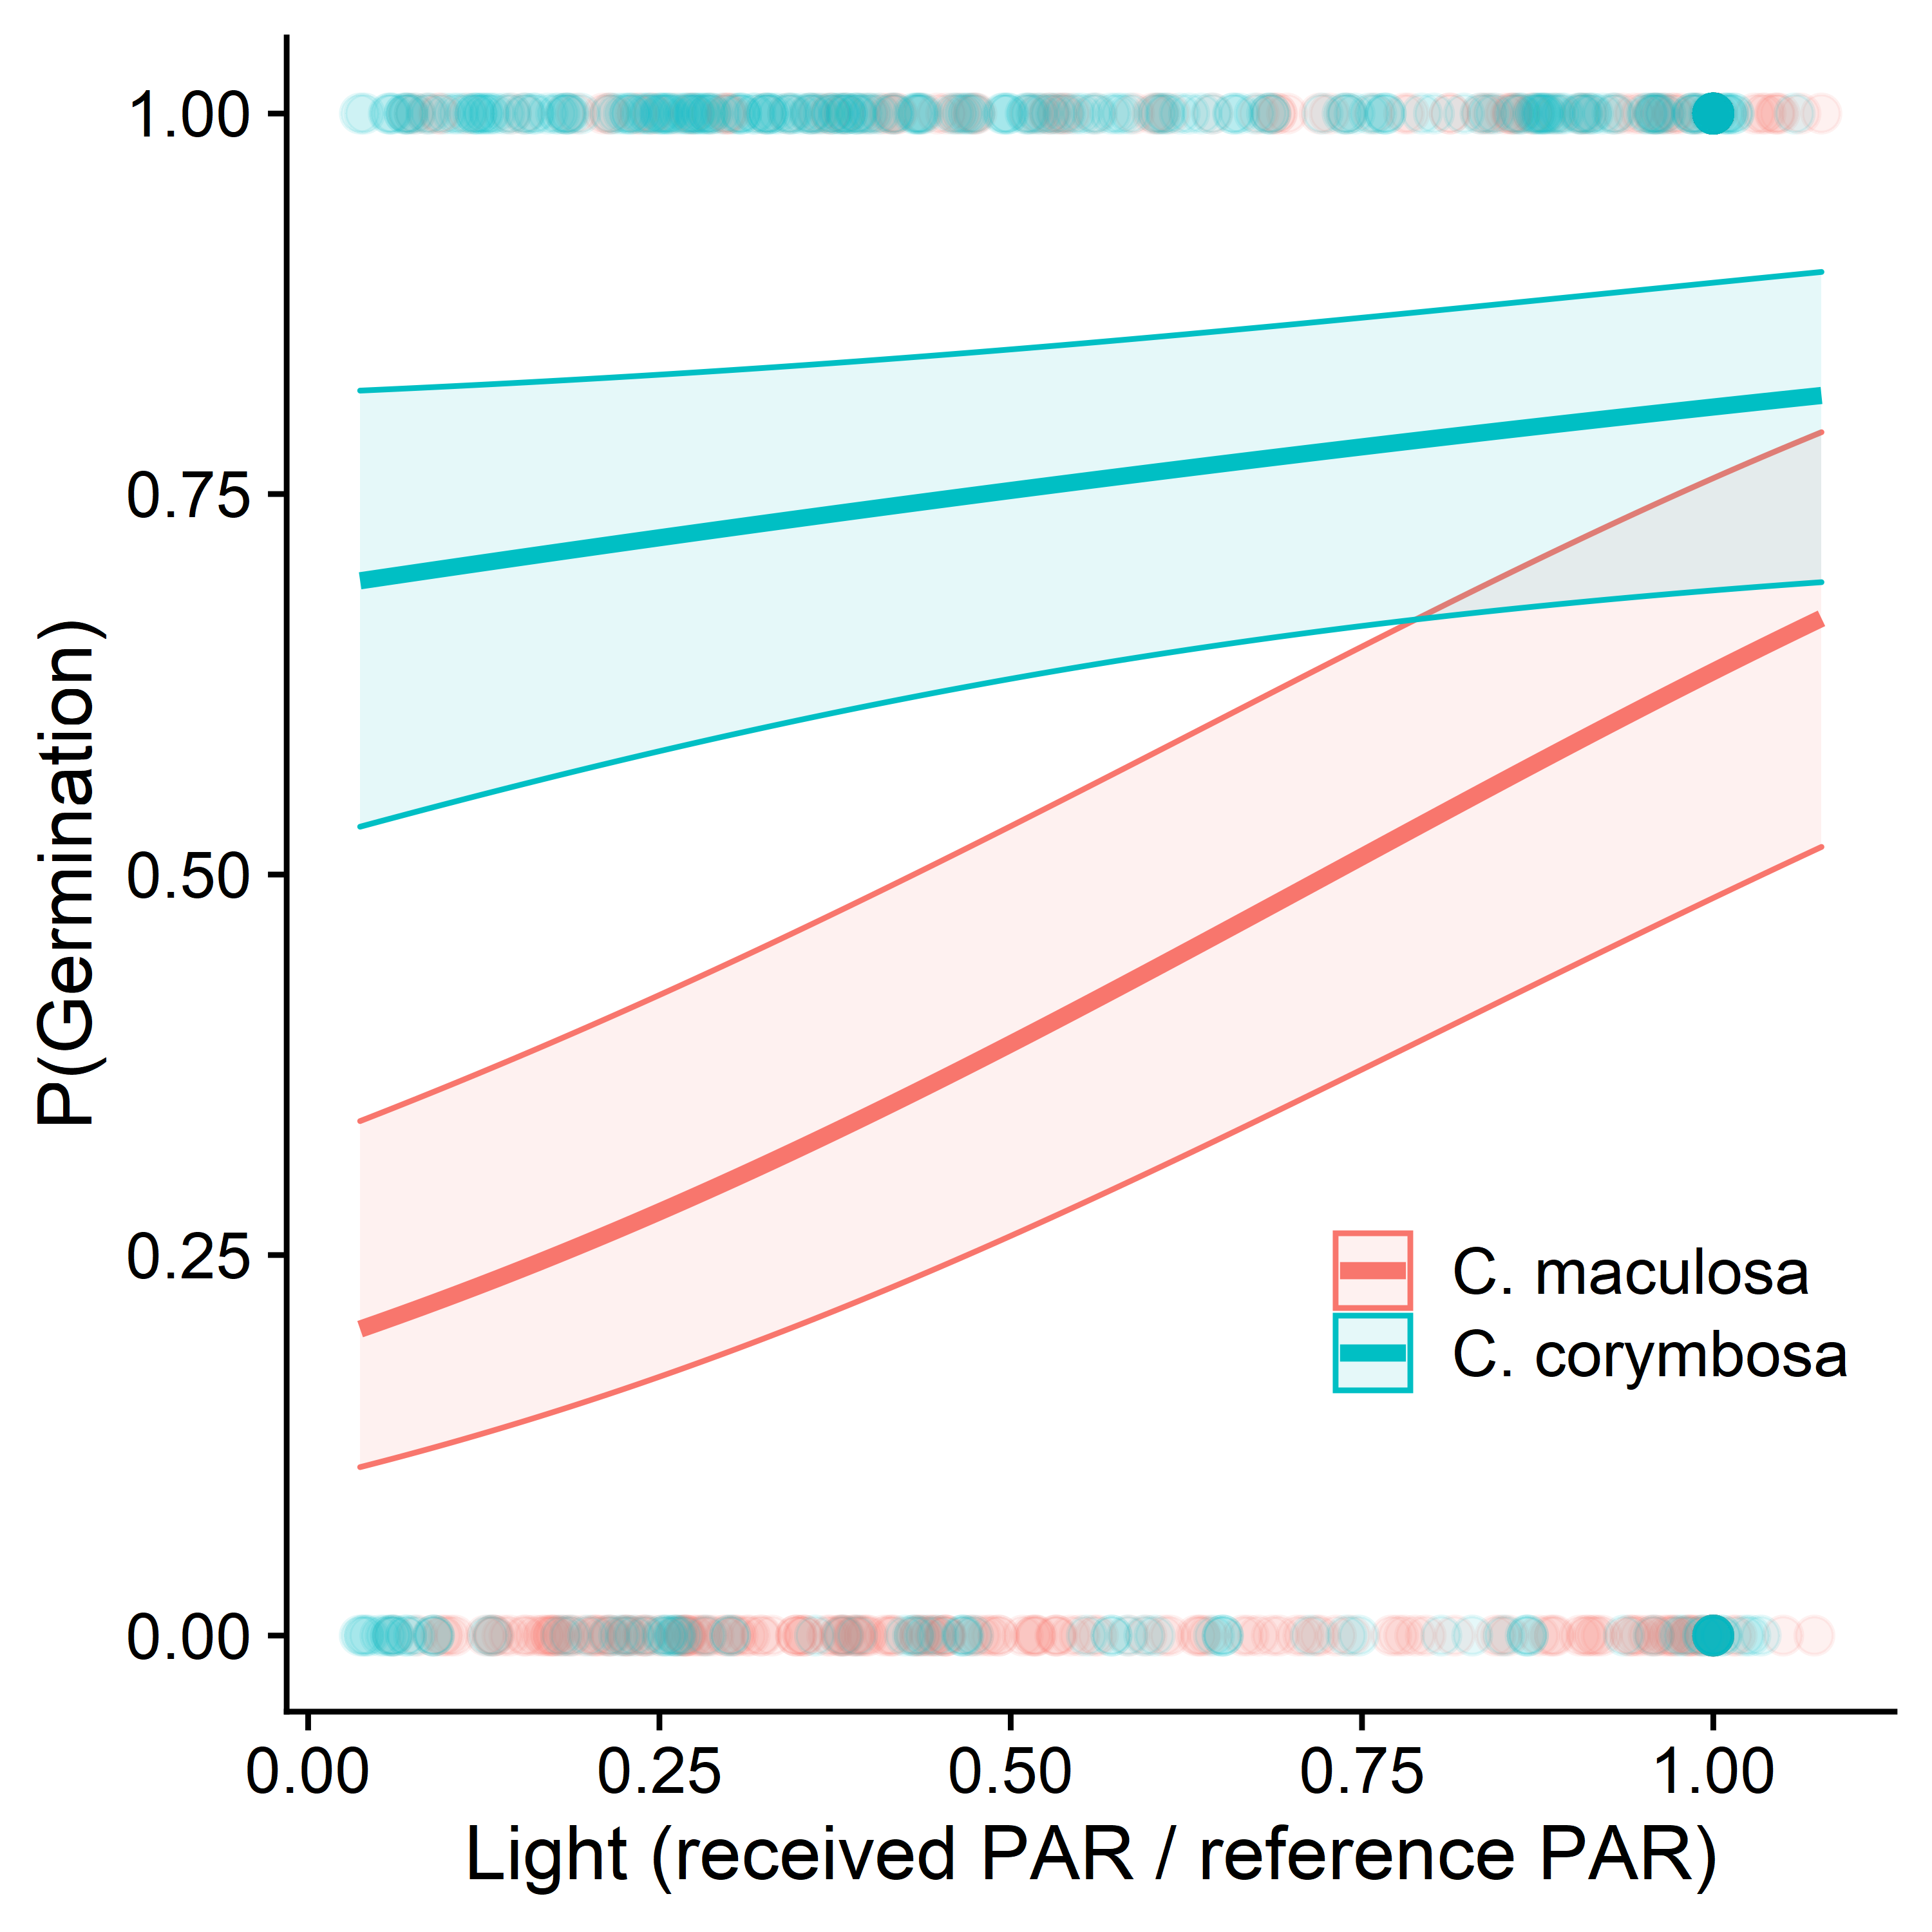 1.00
0.75
0.50
0.25
0.00
P(Germination)
C. maculosa
C. corymbosa
0.00 0.25 0.50 0.75 1.00
Light (received PAR / reference PAR)